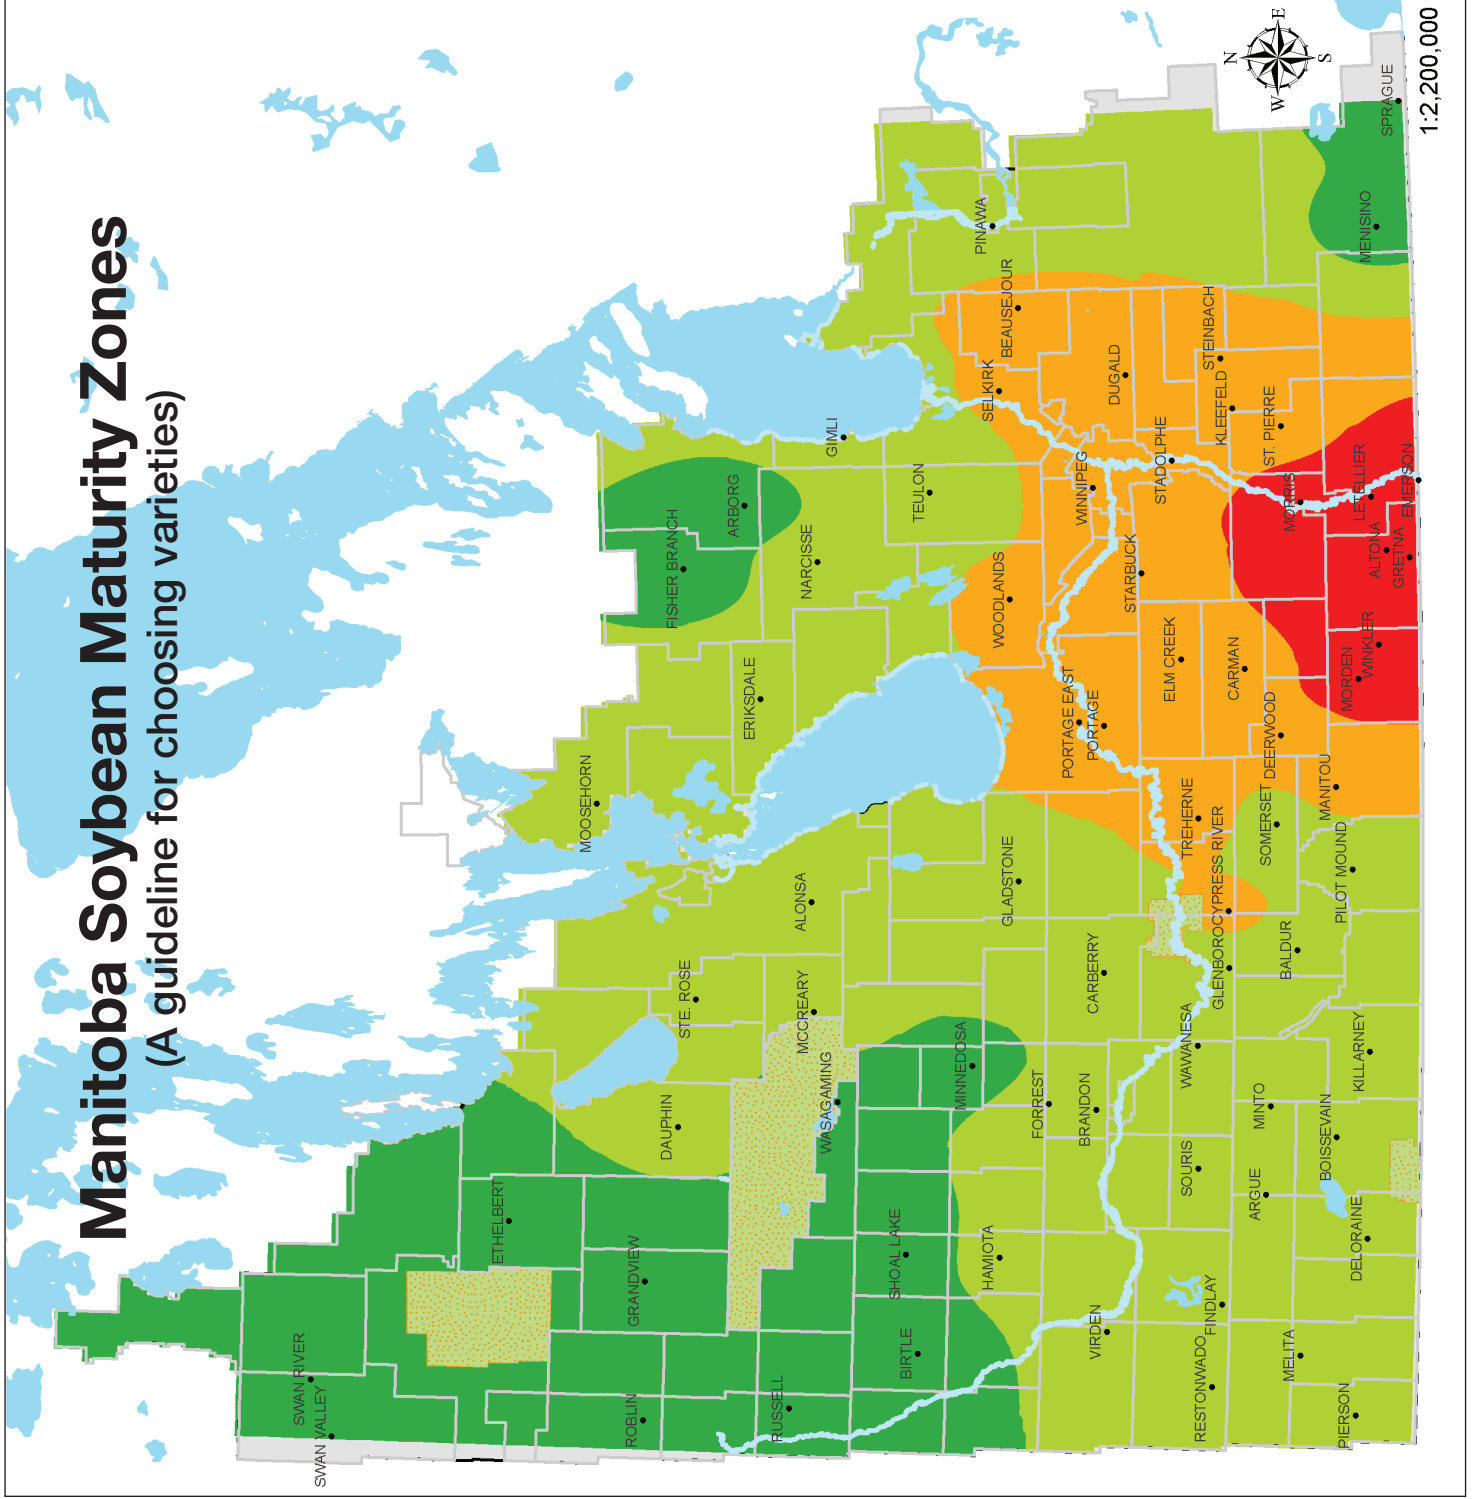 Manitoba Soybean Maturity Zones
(A guideline for choosing varieties)
SWAN RIVER
SWAN VALLEY
ETHELBERT
GRANDVIEW
ROBLIN
DAUPHIN
STE. ROSE
MOOSEHORN
FISHER BRANCH
ARBORG
ERIKSDALE
NARCISSE
GIMLI
ALONSA
MCCREARY
WASAGAMING
RUSSELL
SHOAL LAKE
BIRTLE
MINNEDOSA
TEULON
SELKIRK
BEAUSEJOUR
PINAWA
WOODLANDS
GLADSTONE
HAMIOTA
FORREST
BRANDON
CARBERRY
VIRDEN
PORTAGE EAST
PORTAGE
WINNIPEG
DUGALD
STARBUCK
STADOLPHE
ELM CREEK
TREHERNE
CYPRESS RIVER
GLENBORO
WAWANESA
SOURIS
RESTON
WADO
FINDLAY
CARMAN
KLEEFELD
STEINBACH
ST. PIERRE
DEERWOOD
SOMERSET
BALDUR
MINTO
ARGUE
MELITA
MORRIS
MANITOU
PILOT MOUND
KILLARNEY
BOISSEVAIN
DELORAINE
PIERSON
MORDEN
WINKLER
ALTONA
GRETNA
LETELLIER
EMERSON
MENISINO
SPRAGUE
N
W
E
S
1:2,200,000